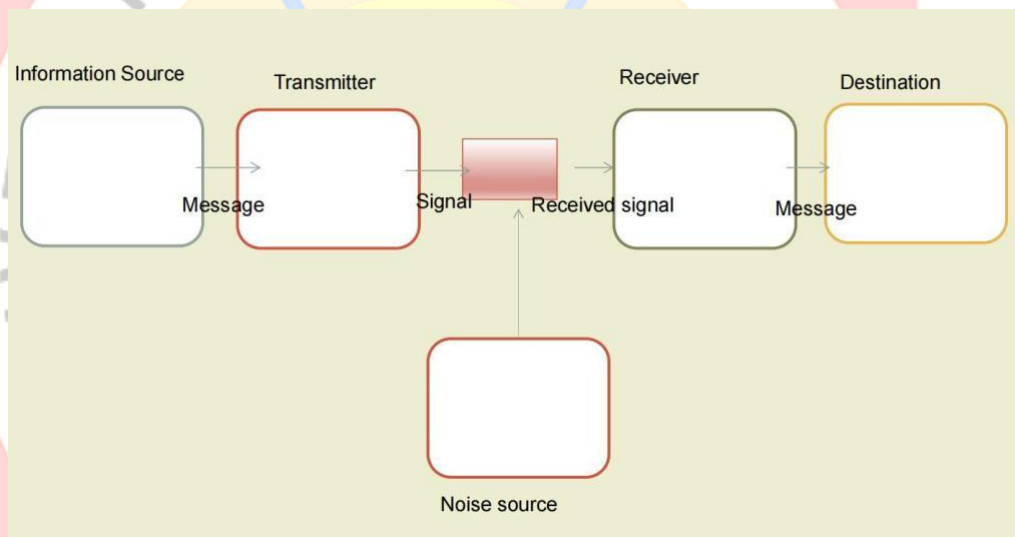 Information Source
Transmitter
Receiver
Destination
Message
Signal
Received signal
Message
Noise source